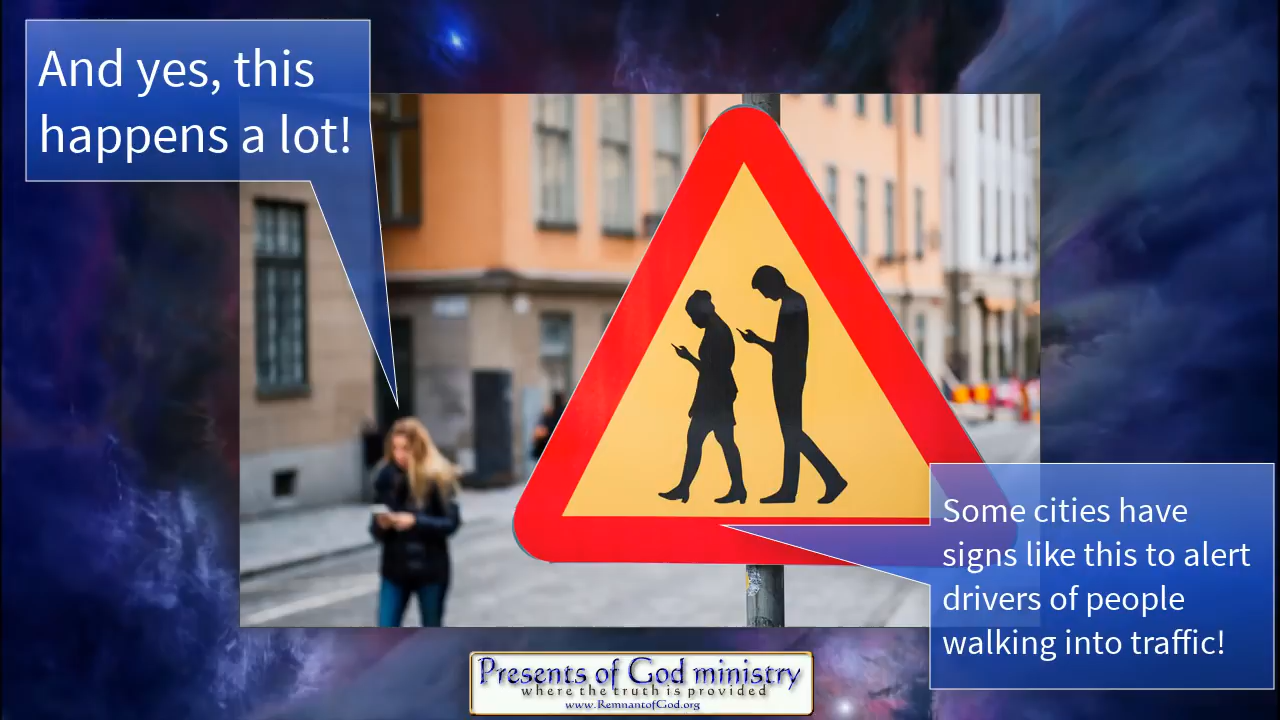 And yes, this
happens a lot!
Some cities have
signs like this to alert
drivers of people
walking into traffic!
Presents of God ministry
where the truth is provided
www.RemnantofGod.org